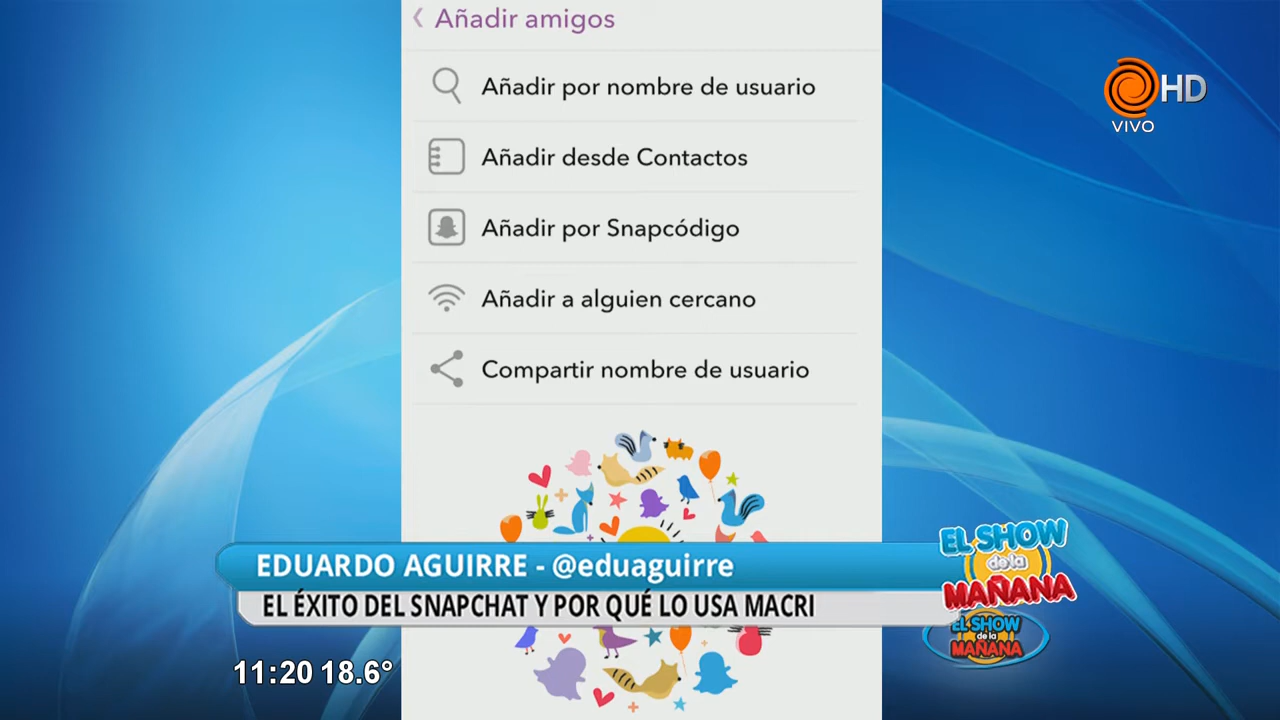 Añadir amigos
Añadir por nombre de usuario
Añadir desde Contactos
Añadir por Snapcódigo
Añadir a alguien cercano
Compartir nombre de usuario
HD
VIVO
EDUARDO AGUIRRE - @eduaguirre
EL ÉXITO DEL SNAPCHAT Y POR QUÉ LO USA MACRI
EL SHOW
de la
MAÑANA
EL SHOW
de la
MAÑANA
11:20 18.6°